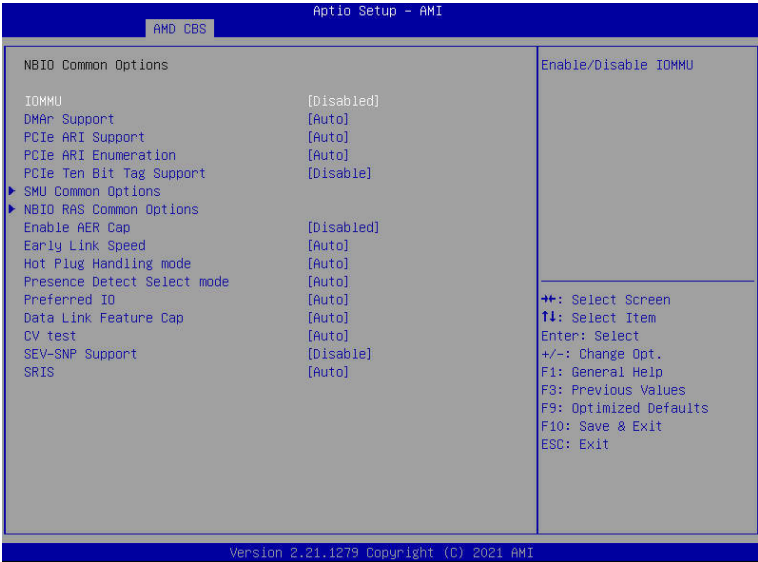 Aptio Setup - AMI
AMD CBS
NBIO Common Options
IOMMU [Disabled]
DMAr Support [Auto]
PCIe ARI Support [Auto]
PCIe ARI Enumeration [Auto]
PCIe Ten Bit Tag Support [Disable]
SMU Common Options
NBIO RAS Common Options
Enable AER Cap [Disabled]
Early Link Speed [Auto]
Hot Plug Handling mode [Auto]
Presence Detect Select mode [Auto]
Preferred IO [Auto]
Data Link Feature Cap [Auto]
CV test [Auto]
SEV-SNP Support [Disable]
SRIS [Auto]
Enable/Disable IOMMU
→←: Select Screen
↑↓: Select Item
Enter: Select
+/-: Change Opt.
F1: General Help
F3: Previous Values
F9: Optimized Defaults
F10: Save & Exit
ESC: Exit
Version 2.21.1279 Copyright (C) 2021 AMI